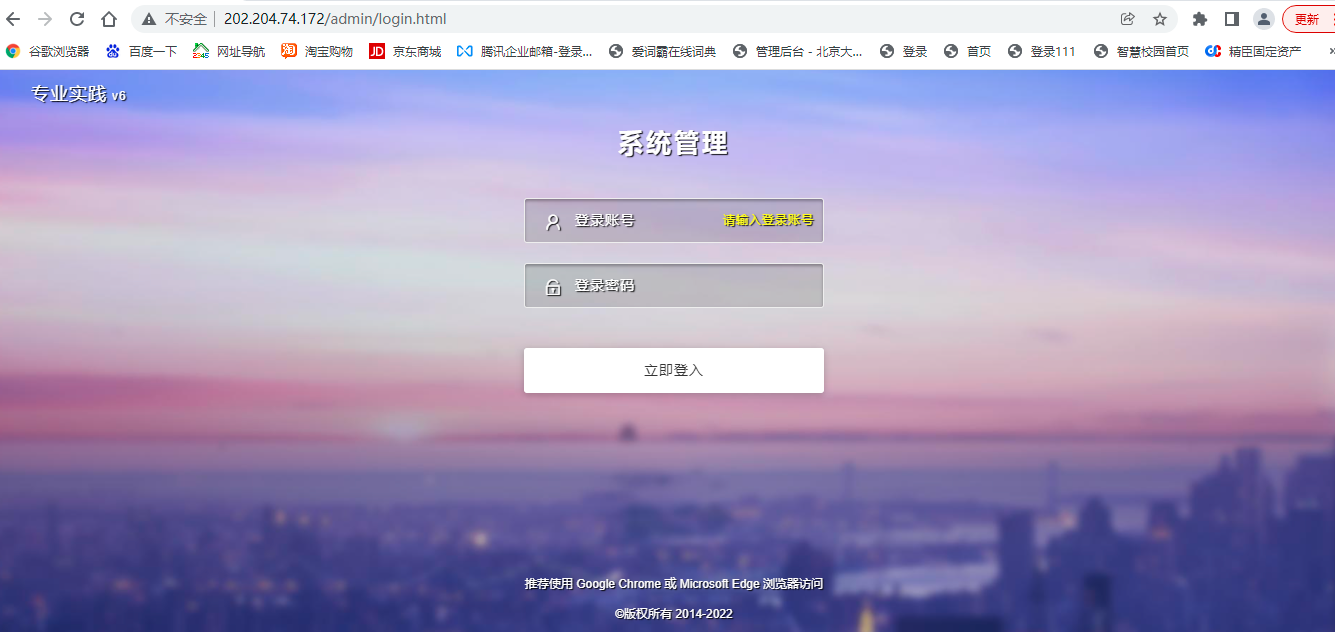 不安全 202.204.74.172/admin/login.html 更新
谷歌浏览器 百度一下 网址导航 淘宝购物 京东商城 腾讯企业邮箱-登录... 爱词霸在线词典 管理后台 - 北京大... 登录 首页 登录111 智慧校园首页 精臣固定资产 »
专业实践 v6
系统管理
登录账号 请输入登录账号
登录密码
立即登入
推荐使用 Google Chrome 或 Microsoft Edge 浏览器访问
©版权所有 2014-2022